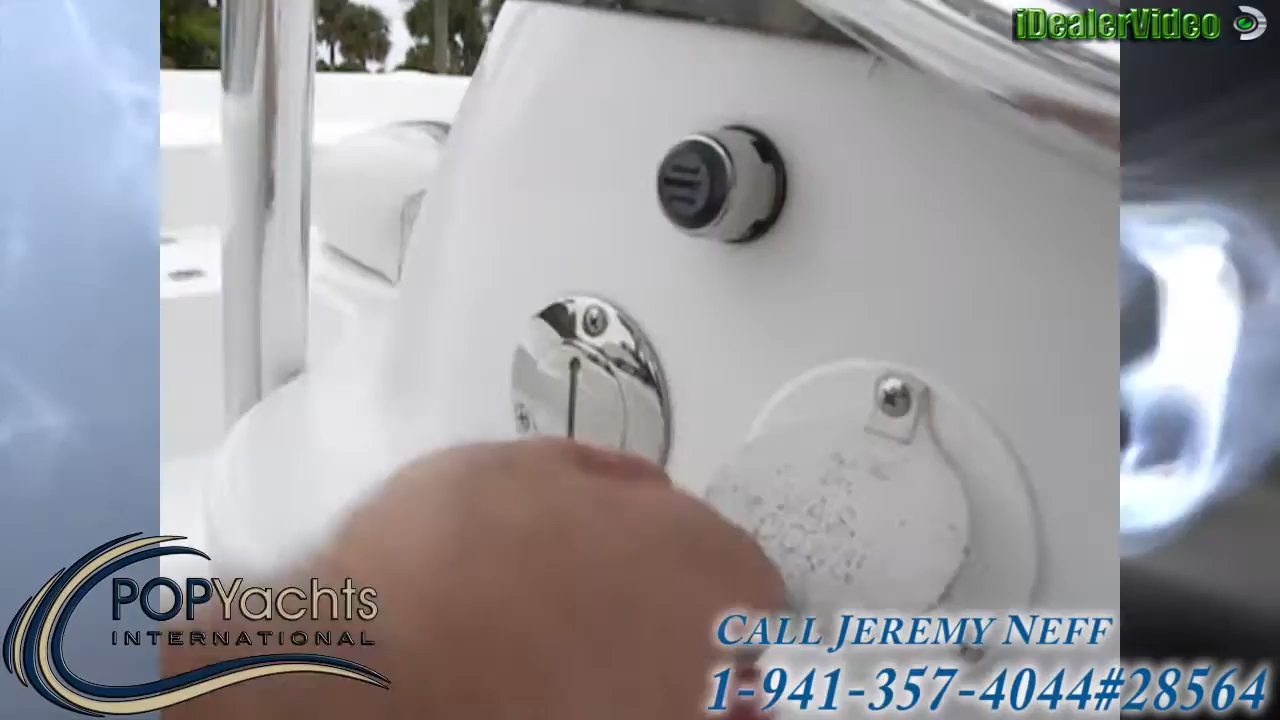 iDealerVideo
POPYachts
INTERNATIONAL
CALL JEREMY NEFF
1-941-357-4044#28564